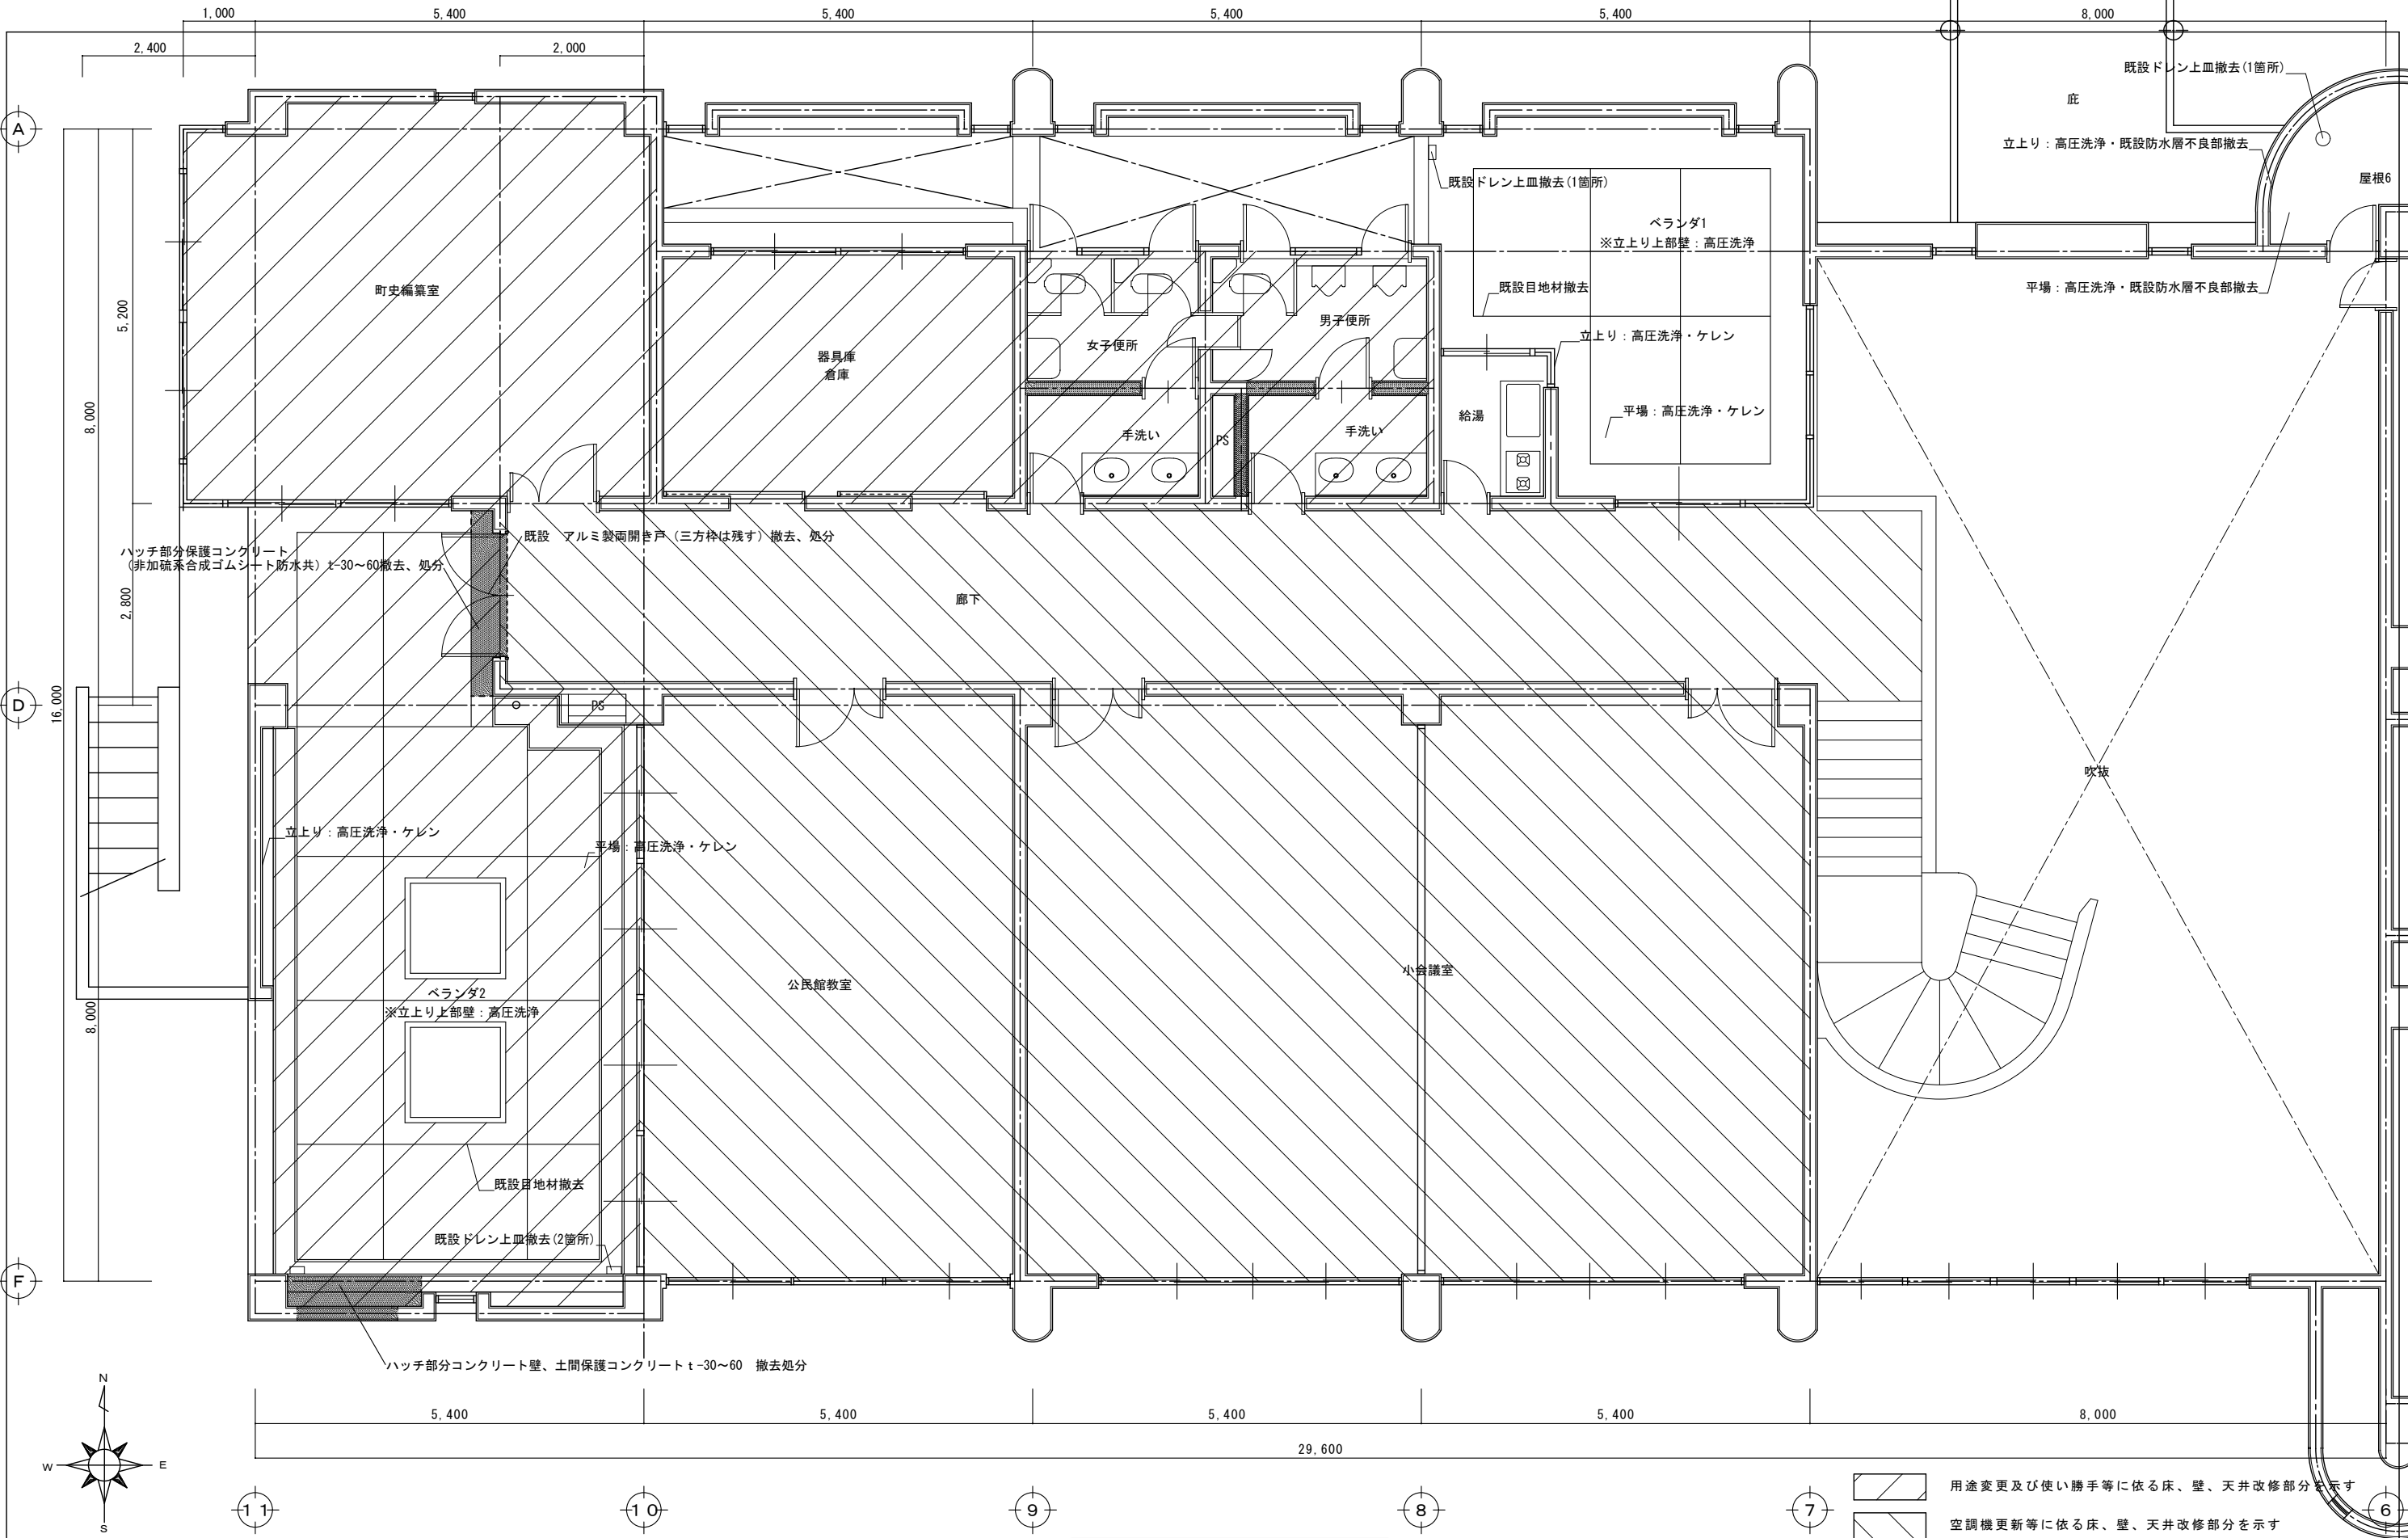 1,000
5,400
5,400
5,400
5,400
8,000
2,400
2,000
既設ドレン上皿撤去(1箇所)
庇
A
立上り：高圧洗浄・既設防水層不良部撤去
屋根6
既設ドレン上皿撤去(1箇所)
ベランダ1
※立上り上部壁：高圧洗浄
町史編纂室
既設目地材撤去
平場：高圧洗浄・既設防水層不良部撤去
5,200
男子便所
女子便所
立上り：高圧洗浄・ケレン
器具庫
倉庫
8,000
給湯
平場：高圧洗浄・ケレン
手洗い
PS
手洗い
既設　アルミ製両開き戸（三方枠は残す）撤去、処分
ハッチ部分保護コンクリート
（非加硫系合成ゴムシート防水共）t-30～60撤去、処分
2,800
廊下
D
16,000
PS
吹抜
立上り：高圧洗浄・ケレン
平場：高圧洗浄・ケレン
小会議室
公民館教室
ベランダ2
※立上り上部壁：高圧洗浄
8,000
既設目地材撤去
既設ドレン上皿撤去(2箇所)
F
ハッチ部分コンクリート壁、土間保護コンクリートｔ-30～60　撤去処分
N
W
E
S
5,400
5,400
5,400
5,400
8,000
29,600
11
10
9
8
7
6
用途変更及び使い勝手等に依る床、壁、天井改修部分を示す
空調機更新等に依る床、壁、天井改修部分を示す